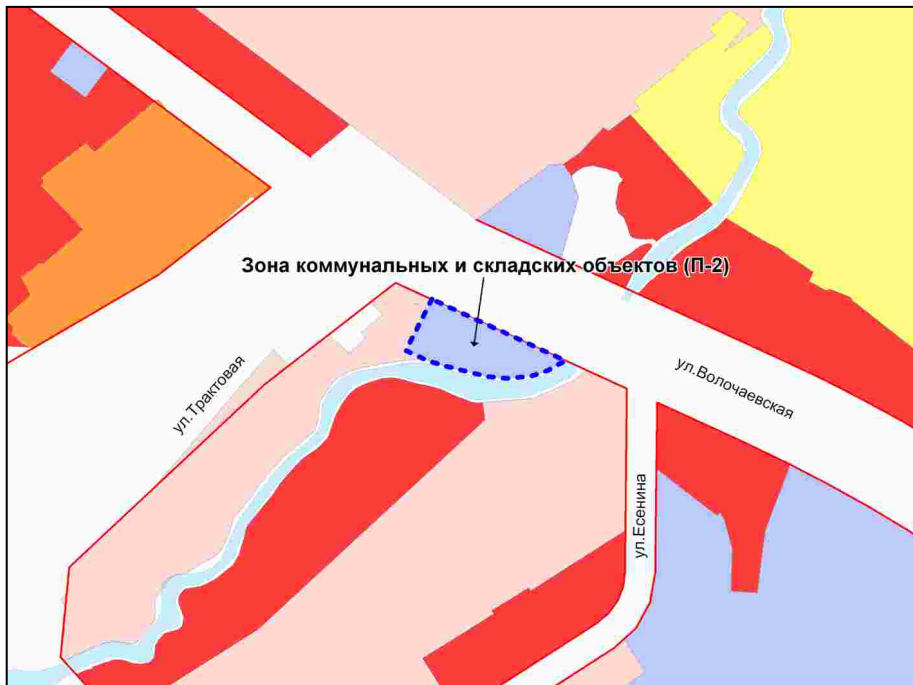 Зона коммунальных и складских объектов (П-2)
ул.Трактовая
ул.Волочаевская
ул.Есенина